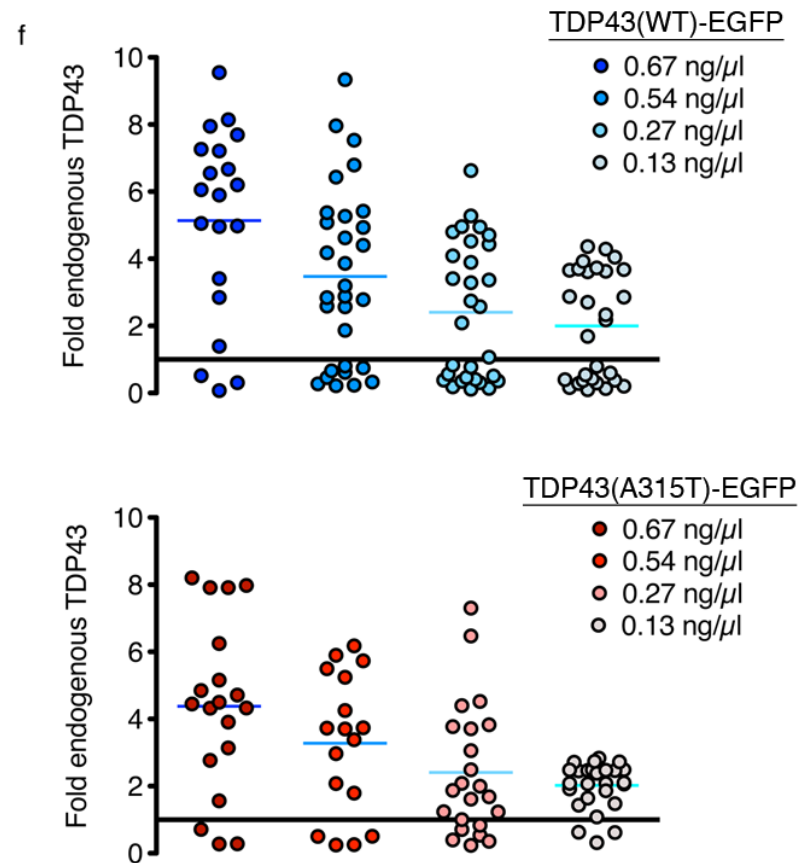 f
TDP43(WT)-EGFP
0.67 ng/µl
0.54 ng/µl
0.27 ng/µl
0.13 ng/µl
Fold endogenous TDP43
10
8
6
4
2
0
TDP43(A315T)-EGFP
0.67 ng/µl
0.54 ng/µl
0.27 ng/µl
0.13 ng/µl
Fold endogenous TDP43
10
8
6
4
2
0